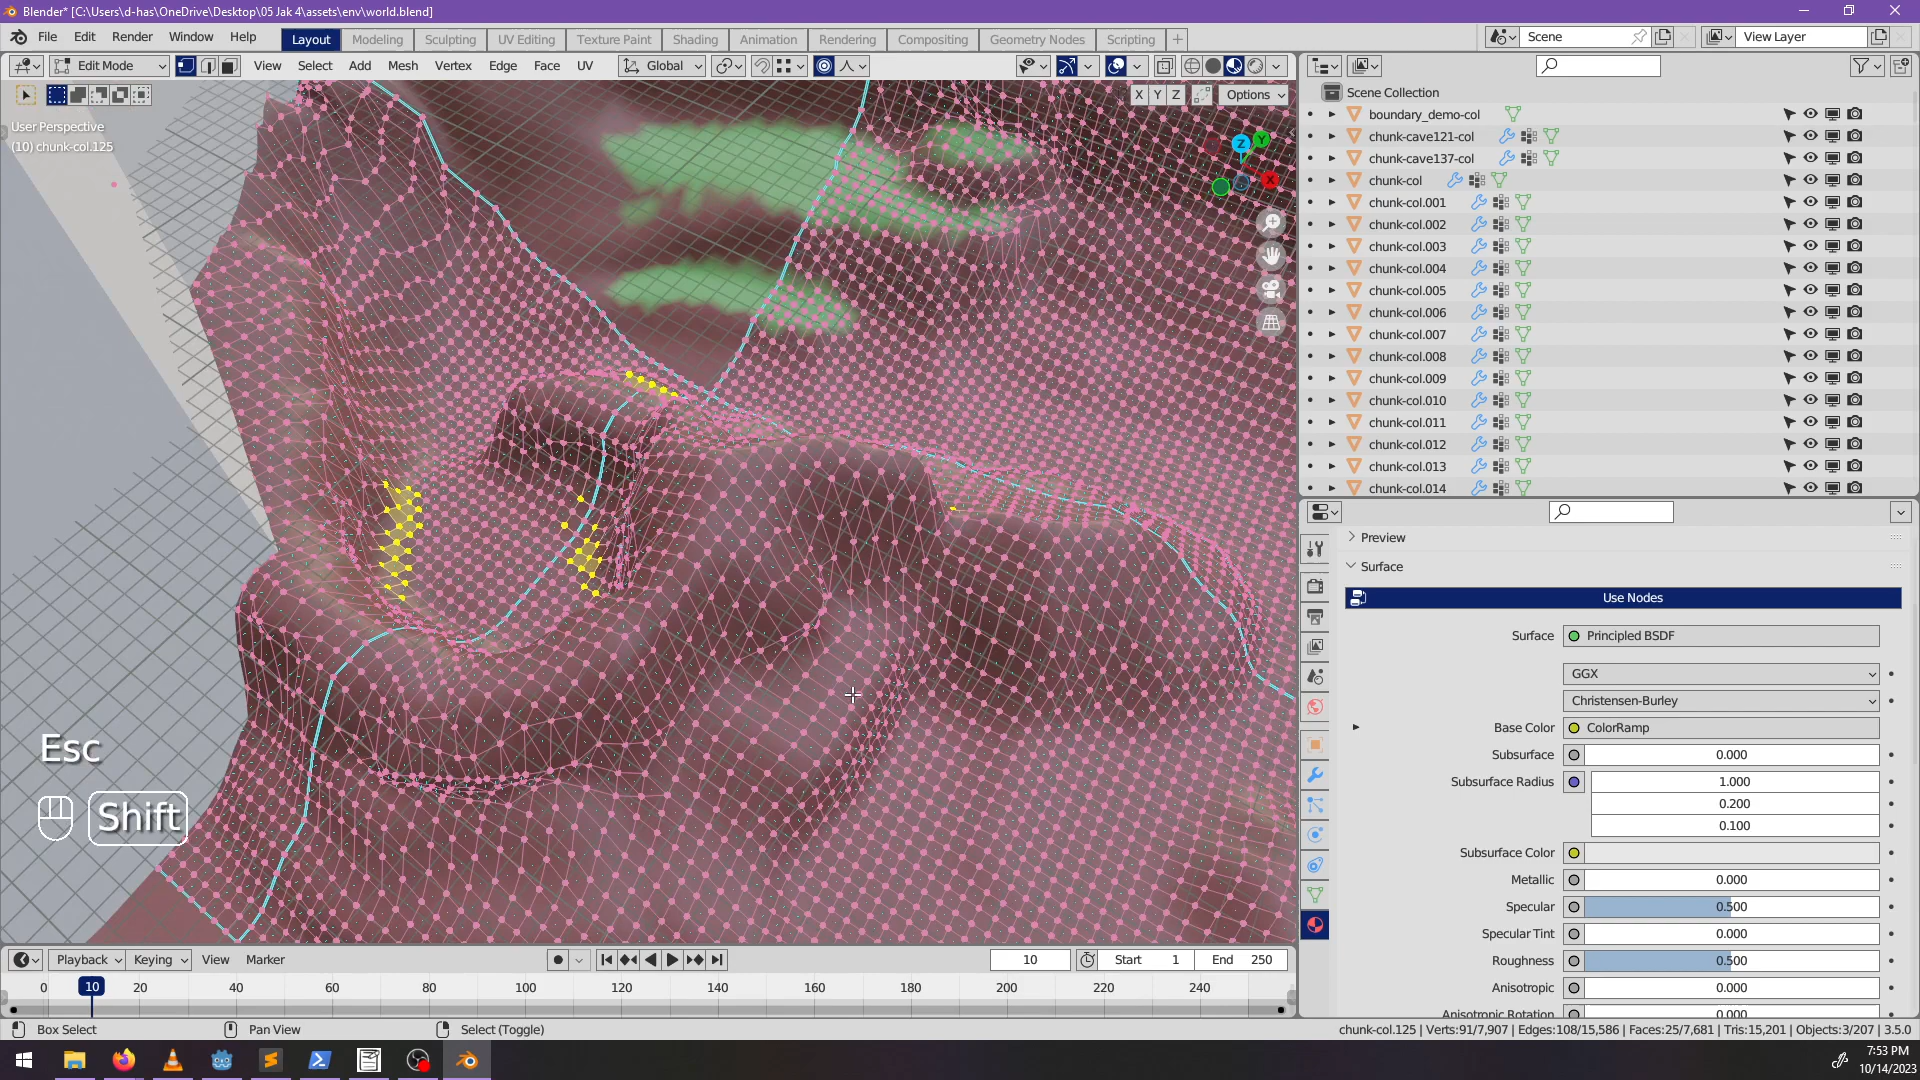 Blender* [C:\Users\d-has\OneDrive\Desktop\05 Jak 4\assets\env\world.blend]
File Edit Render Window Help Layout Modeling Sculpting UV Editing Texture Paint Shading Animation Rendering Compositing Geometry Nodes Scripting + Scene View Layer
Edit Mode View Select Add Mesh Vertex Edge Face UV Global
X Y Z Options
User Perspective
(10) chunk-col.125
Z Y X
Scene Collection
boundary_demo-col
chunk-cave121-col
chunk-cave137-col
chunk-col
chunk-col.001
chunk-col.002
chunk-col.003
chunk-col.004
chunk-col.005
chunk-col.006
chunk-col.007
chunk-col.008
chunk-col.009
chunk-col.010
chunk-col.011
chunk-col.012
chunk-col.013
chunk-col.014
Preview
Surface
Use Nodes
Surface Principled BSDF
GGX
Christensen-Burley
Base Color ColorRamp
Subsurface 0.000
Subsurface Radius 1.000
0.200
0.100
Subsurface Color
Metallic 0.000
Specular 0.500
Specular Tint 0.000
Roughness 0.500
Anisotropic 0.000
Anisotropic Rotation 0.000
Esc
Shift
Playback Keying View Marker 10 Start 1 End 250
0 10 20 40 60 80 100 120 140 160 180 200 220 240
Box Select Pan View Select (Toggle) chunk-col.125 | Verts:91/7,907 | Edges:108/15,586 | Faces:25/7,681 | Tris:15,201 | Objects:3/207 | 3.5.0
7:53 PM
10/14/2023